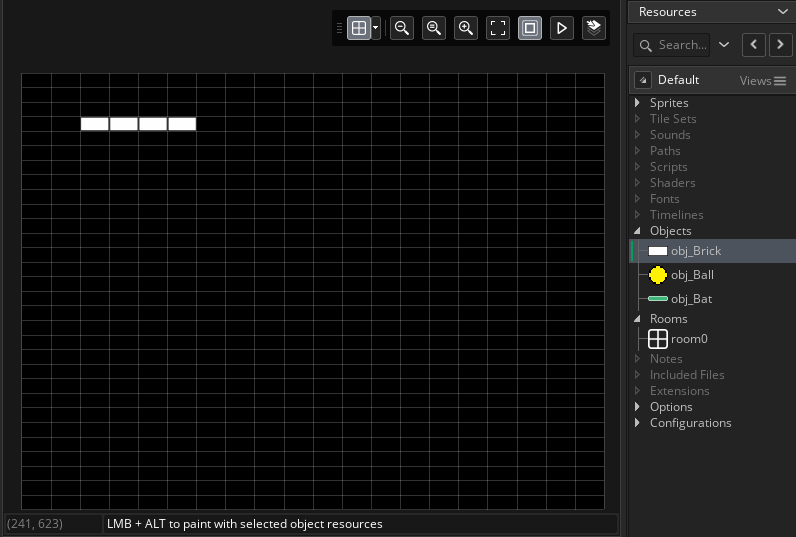 Resources
Search...
Default
Views
Sprites
Tile Sets
Sounds
Paths
Scripts
Shaders
Fonts
Timelines
Objects
obj_Brick
obj_Ball
obj_Bat
Rooms
room0
Notes
Included Files
Extensions
Options
Configurations
(241, 623)
LMB + ALT to paint with selected object resources